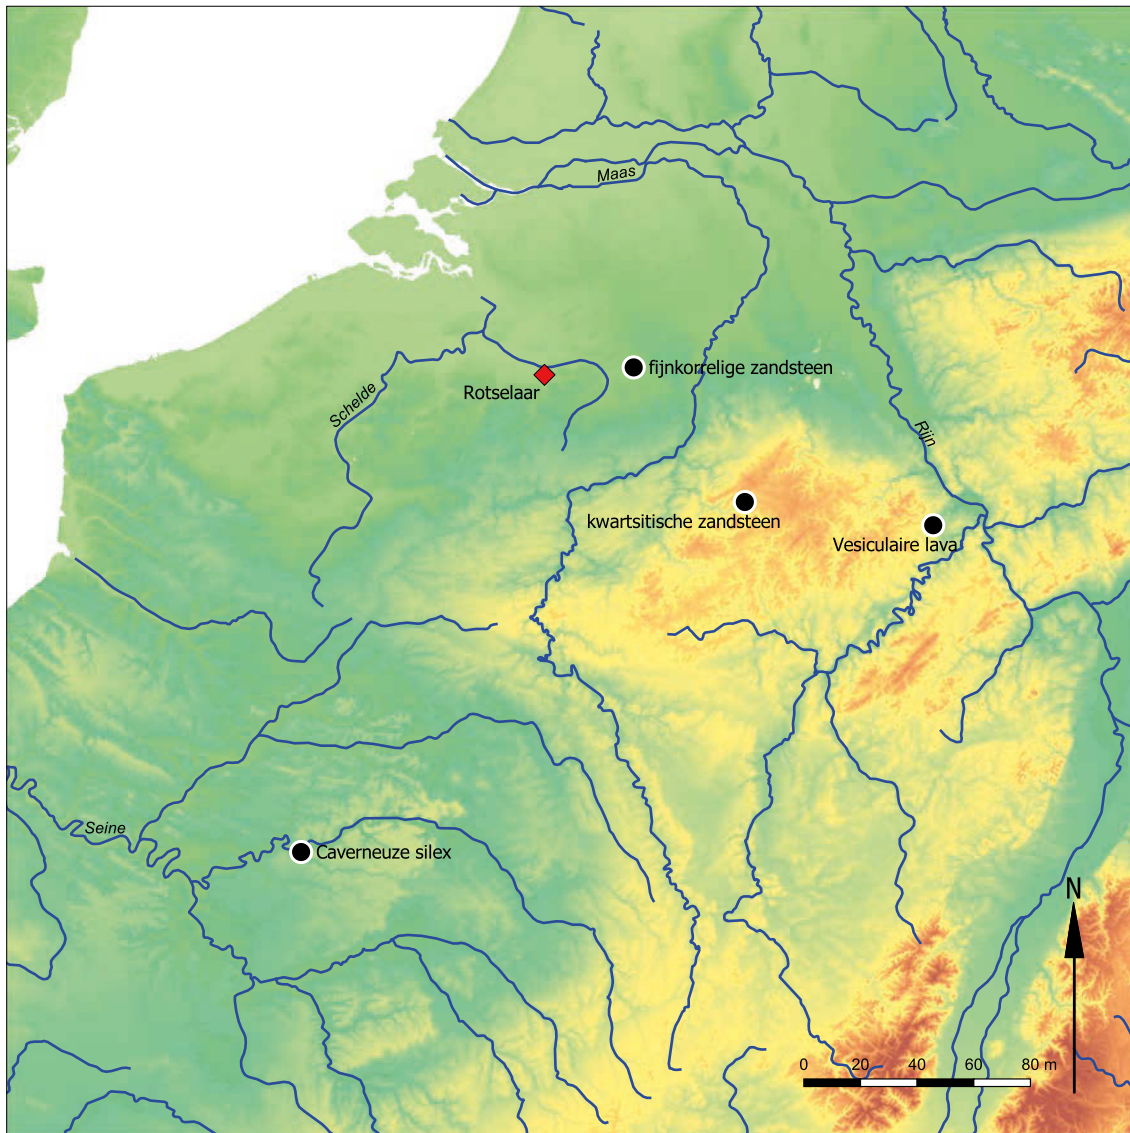 Maas
fijnkorrelige zandsteen
Rotselaar
Schelde
Rijn
kwartsitische zandsteen
Vesiculaire lava
Seine
Caverneuze silex
N
0 20 40 60 80 m